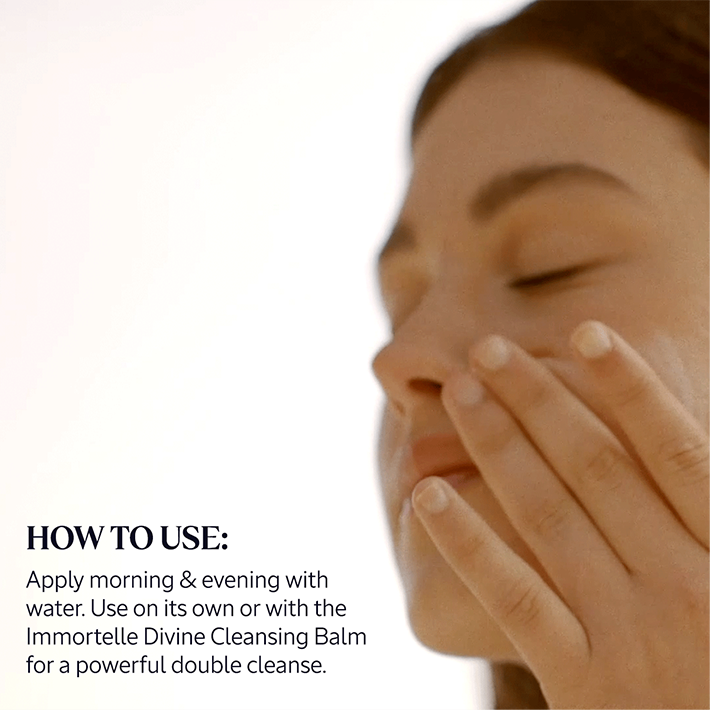 HOW TO USE:
Apply morning & evening with
water. Use on its own or with the
Immortelle Divine Cleansing Balm
for a powerful double cleanse.